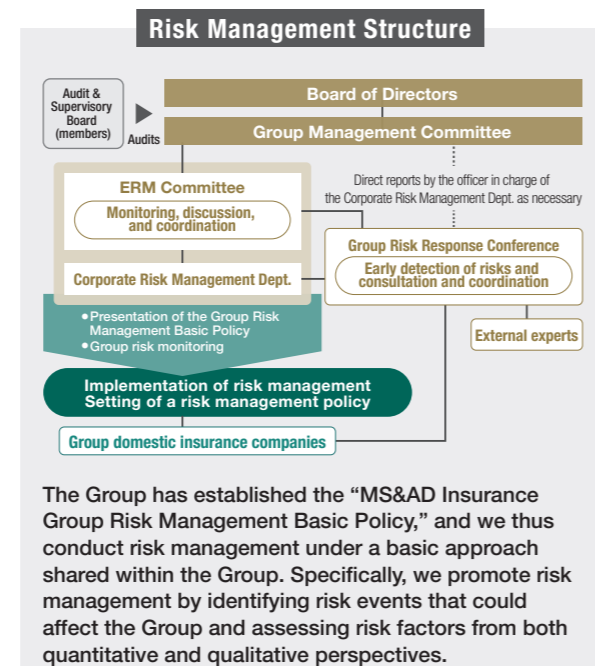 Risk Management Structure
Audit &
Supervisory
Board
(members)
Audits
Board of Directors
Group Management Committee
Direct reports by the officer in charge of
the Corporate Risk Management Dept. as necessary
ERM Committee
Monitoring, discussion,
and coordination
Corporate Risk Management Dept.
Group Risk Response Conference
Early detection of risks and
consultation and coordination
External experts
●Presentation of the Group Risk
Management Basic Policy
●Group risk monitoring
Implementation of risk management
Setting of a risk management policy
Group domestic insurance companies
The Group has established the “MS&AD Insurance
Group Risk Management Basic Policy,” and we thus
conduct risk management under a basic approach
shared within the Group. Specifically, we promote risk
management by identifying risk events that could
affect the Group and assessing risk factors from both
quantitative and qualitative perspectives.